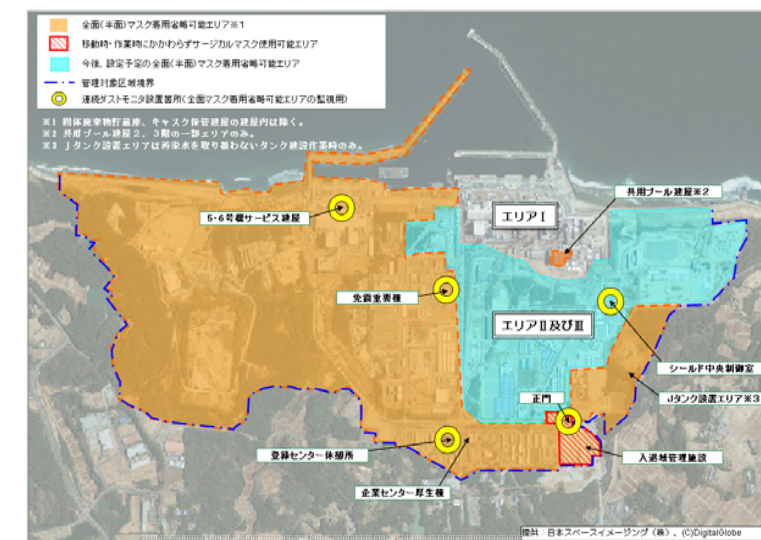 全面(半面)マスク着用省略可能エリア※1
移動時・作業時にかかわらずサージカルマスク使用可能エリア
今後、設定予定の全面(半面)マスク着用省略可能エリア
管理対象区域境界
連続ダストモニタ設置箇所(全面マスク着用省略可能エリアの監視用)
※1 固体廃棄物貯蔵庫、キャスク保管建屋の建屋内は除く。
※2 共用プール建屋2、3階の一部エリアのみ。
※3 Jタンク設置エリアは汚染水を取り扱わないタンク建設作業時のみ。
共用プール建屋※2
エリアⅠ
5・6号機サービス建屋
免震重要棟
エリアⅡ及びⅢ
シールド中央制御室
正門
Jタンク設置エリア※3
登録センター休憩所
入退域管理施設
企業センター厚生棟
提供:日本スペースイメージング(株)、(C)DigitalGlobe